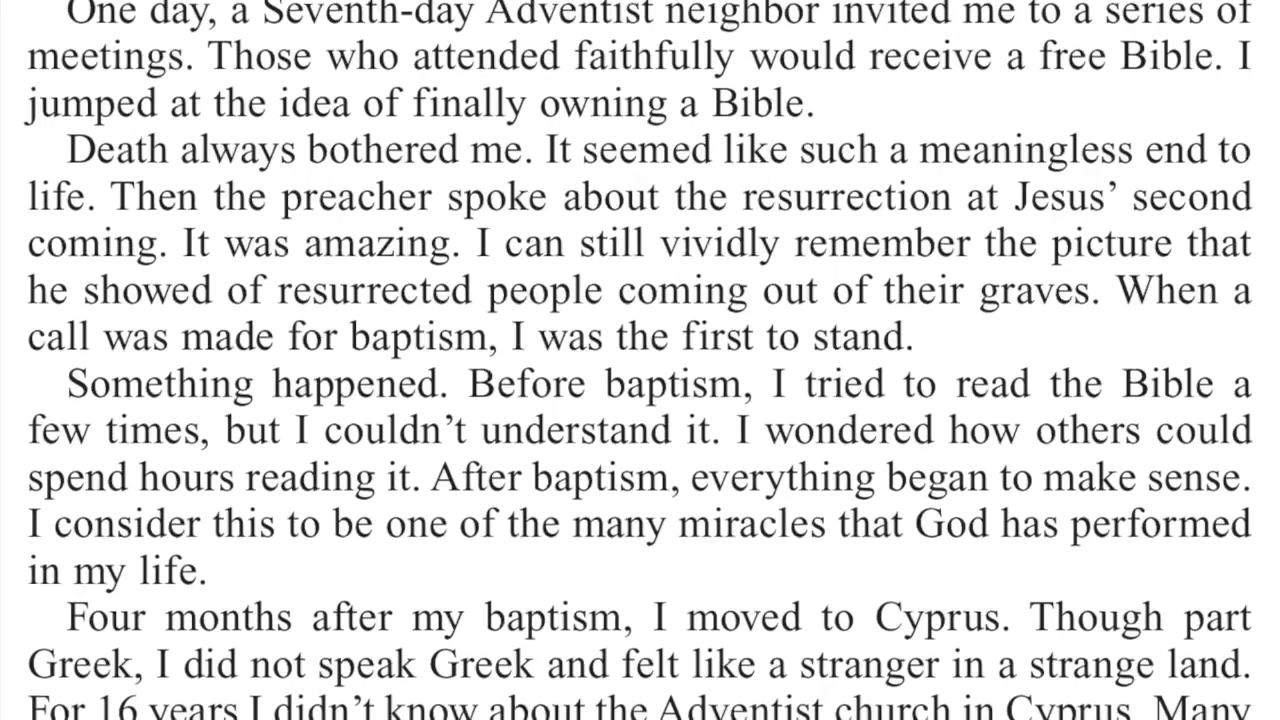 One day, a Seventh-day Adventist neighbor invited me to a series of
meetings. Those who attended faithfully would receive a free Bible. I
jumped at the idea of finally owning a Bible.
Death always bothered me. It seemed like such a meaningless end to
life. Then the preacher spoke about the resurrection at Jesus’ second
coming. It was amazing. I can still vividly remember the picture that
he showed of resurrected people coming out of their graves. When a
call was made for baptism, I was the first to stand.
Something happened. Before baptism, I tried to read the Bible a
few times, but I couldn’t understand it. I wondered how others could
spend hours reading it. After baptism, everything began to make sense.
I consider this to be one of the many miracles that God has performed
in my life.
Four months after my baptism, I moved to Cyprus. Though part
Greek, I did not speak Greek and felt like a stranger in a strange land.
For 16 years I didn’t know about the Adventist church in Cyprus. Many